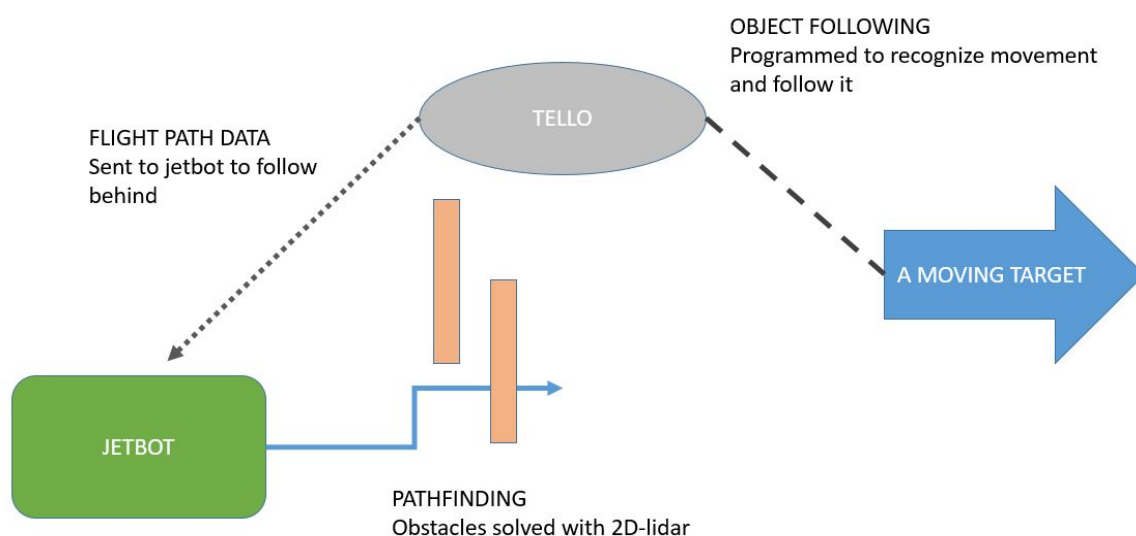 OBJECT FOLLOWING
Programmed to recognize movement
and follow it
TELLO
FLIGHT PATH DATA
Sent to jetbot to follow
behind
A MOVING TARGET
JETBOT
PATHFINDING
Obstacles solved with 2D-lidar